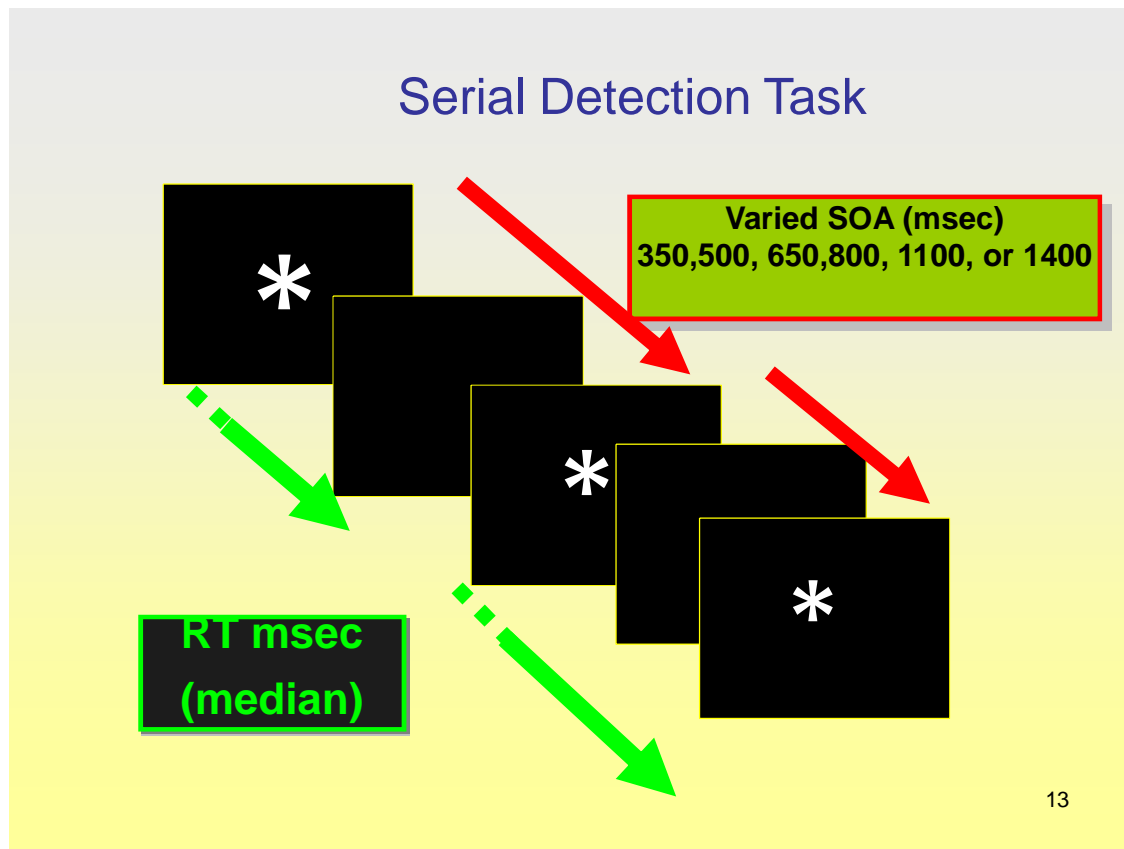 Serial Detection Task
Varied SOA (msec)
350,500, 650,800, 1100, or 1400
*
*
*
RT msec
(median)
13